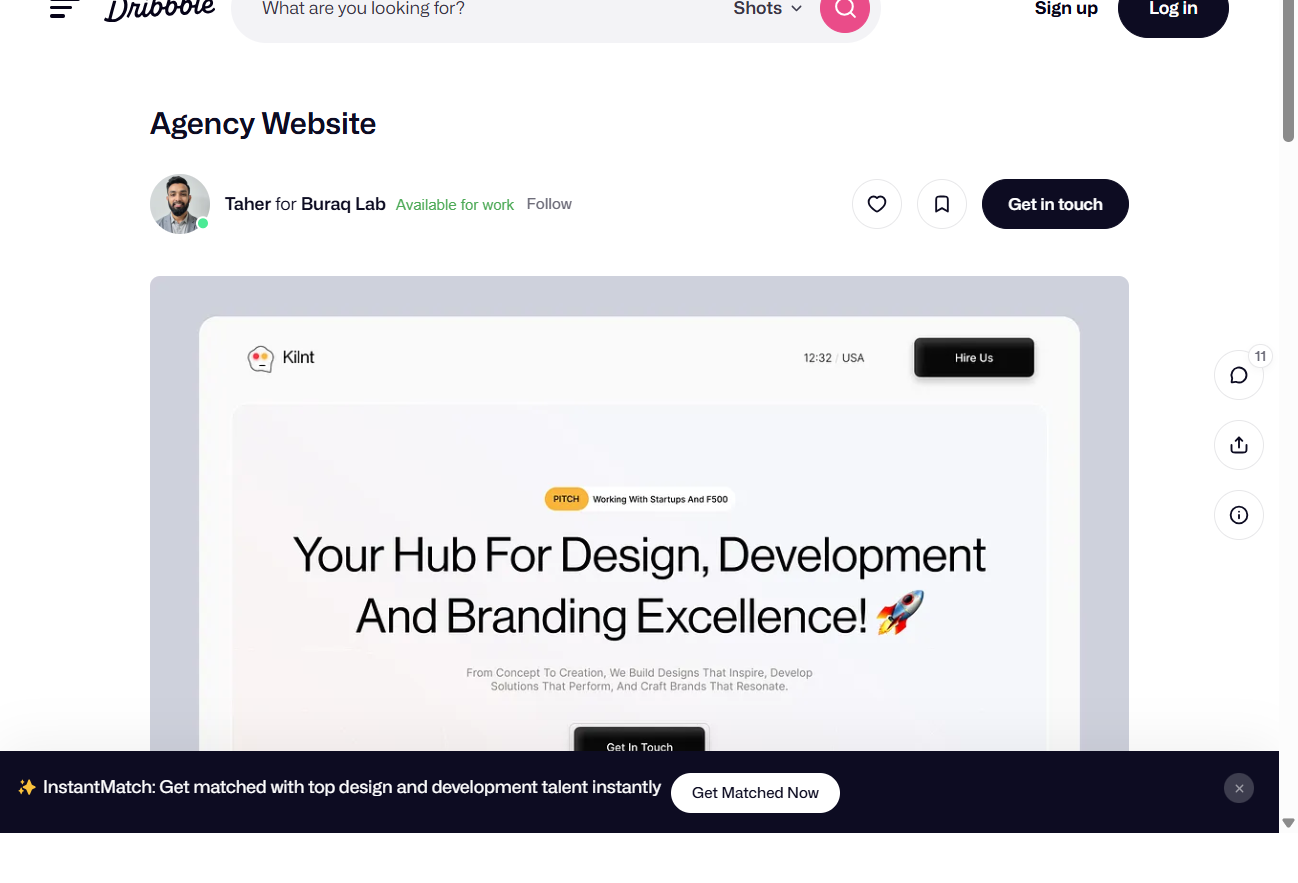 Dribbble
What are you looking for?
Shots
Sign up
Log in
Agency Website
Taher for Buraq Lab Available for work Follow
Get in touch
Kilnt
12:32 / USA
Hire Us
11
PITCH Working With Startups And F500
Your Hub For Design, Development
And Branding Excellence!🚀
From Concept To Creation, We Build Designs That Inspire, Develop
Solutions That Perform, And Craft Brands That Resonate.
Get In Touch
✨ InstantMatch: Get matched with top design and development talent instantly
Get Matched Now